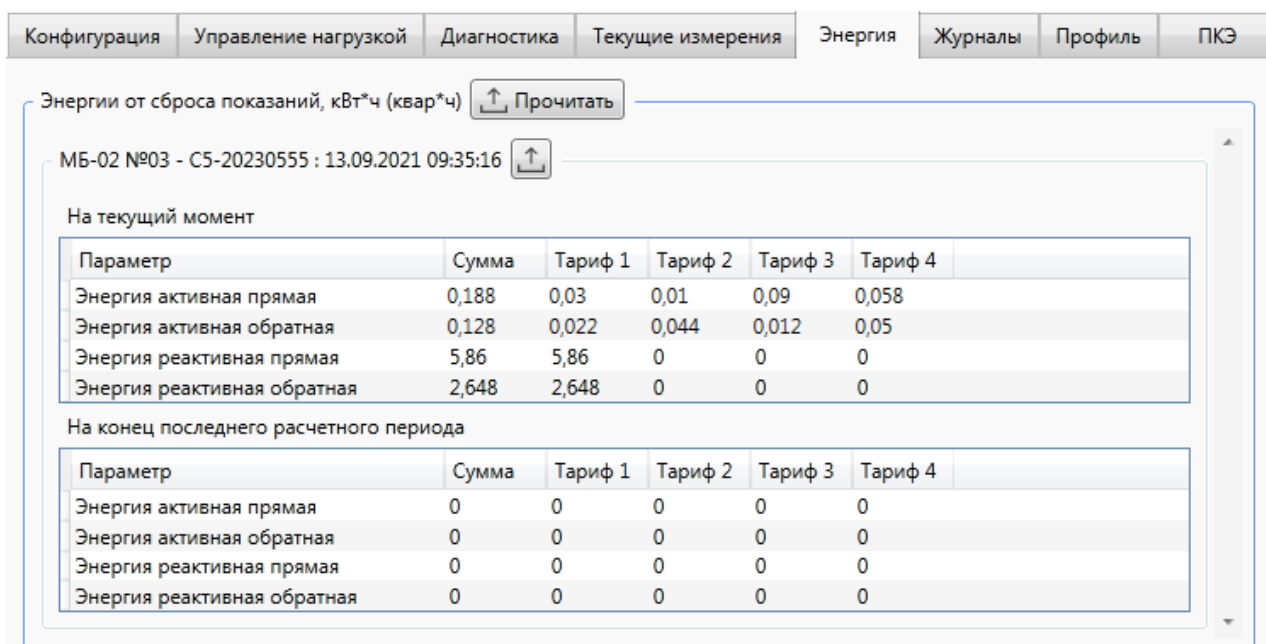 Конфигурация Управление нагрузкой Диагностика Текущие измерения Энергия Журналы Профиль ПКЭ
Энергии от сброса показаний, кВт*ч (квар*ч) Прочитать
МБ-02 №03 - С5-20230555 : 13.09.2021 09:35:16
На текущий момент
Параметр Сумма Тариф 1 Тариф 2 Тариф 3 Тариф 4
Энергия активная прямая 0,188 0,03 0,01 0,09 0,058
Энергия активная обратная 0,128 0,022 0,044 0,012 0,05
Энергия реактивная прямая 5,86 5,86 0 0 0
Энергия реактивная обратная 2,648 2,648 0 0 0
На конец последнего расчетного периода
Параметр Сумма Тариф 1 Тариф 2 Тариф 3 Тариф 4
Энергия активная прямая 0 0 0 0 0
Энергия активная обратная 0 0 0 0 0
Энергия реактивная прямая 0 0 0 0 0
Энергия реактивная обратная 0 0 0 0 0